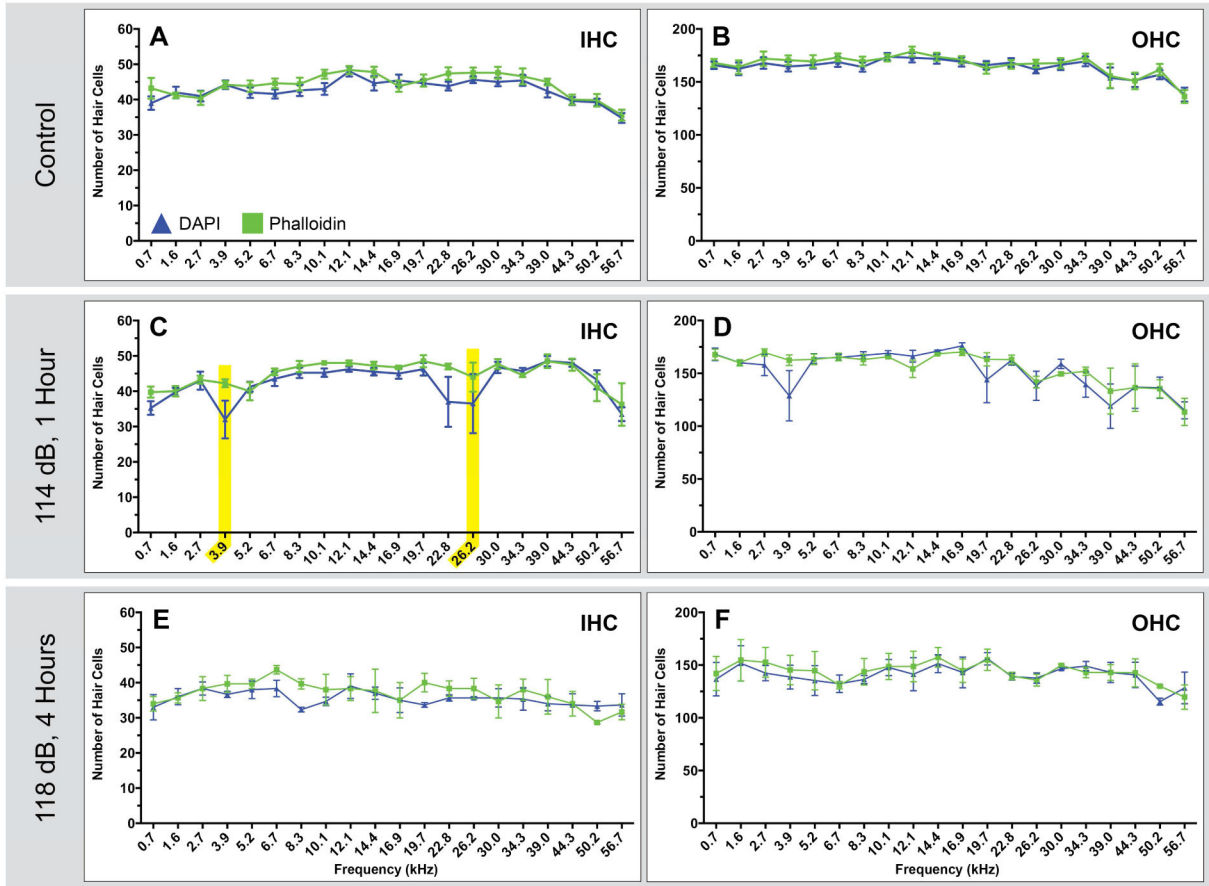 Control
A
IHC
Number of Hair Cells
60
50
40
30
20
10
0
DAPI
Phalloidin
0.7 1.6 2.7 3.9 5.2 6.7 8.3 10.1 12.1 14.4 16.9 19.7 22.8 26.2 30.0 34.3 39.0 44.3 50.2 56.7
B
OHC
Number of Hair Cells
200
150
100
50
0
0.7 1.6 2.7 3.9 5.2 6.7 8.3 10.1 12.1 14.4 16.9 19.7 22.8 26.2 30.0 34.3 39.0 44.3 50.2 56.7
114 dB, 1 Hour
C
IHC
Number of Hair Cells
60
50
40
30
20
10
0
0.7 1.6 2.7 3.9 5.2 6.7 8.3 10.1 12.1 14.4 16.9 19.7 22.8 26.2 30.0 34.3 39.0 44.3 50.2 56.7
D
OHC
Number of Hair Cells
200
150
100
50
0
0.7 1.6 2.7 3.9 5.2 6.7 8.3 10.1 12.1 14.4 16.9 19.7 22.8 26.2 30.0 34.3 39.0 44.3 50.2 56.7
118 dB, 4 Hours
E
IHC
Number of Hair Cells
60
50
40
30
20
10
0
0.7 1.6 2.7 3.9 5.2 6.7 8.3 10.1 12.1 14.4 16.9 19.7 22.8 26.2 30.0 34.3 39.0 44.3 50.2 56.7
Frequency (kHz)
F
OHC
Number of Hair Cells
200
150
100
50
0
0.7 1.6 2.7 3.9 5.2 6.7 8.3 10.1 12.1 14.4 16.9 19.7 22.8 26.2 30.0 34.3 39.0 44.3 50.2 56.7
Frequency (kHz)